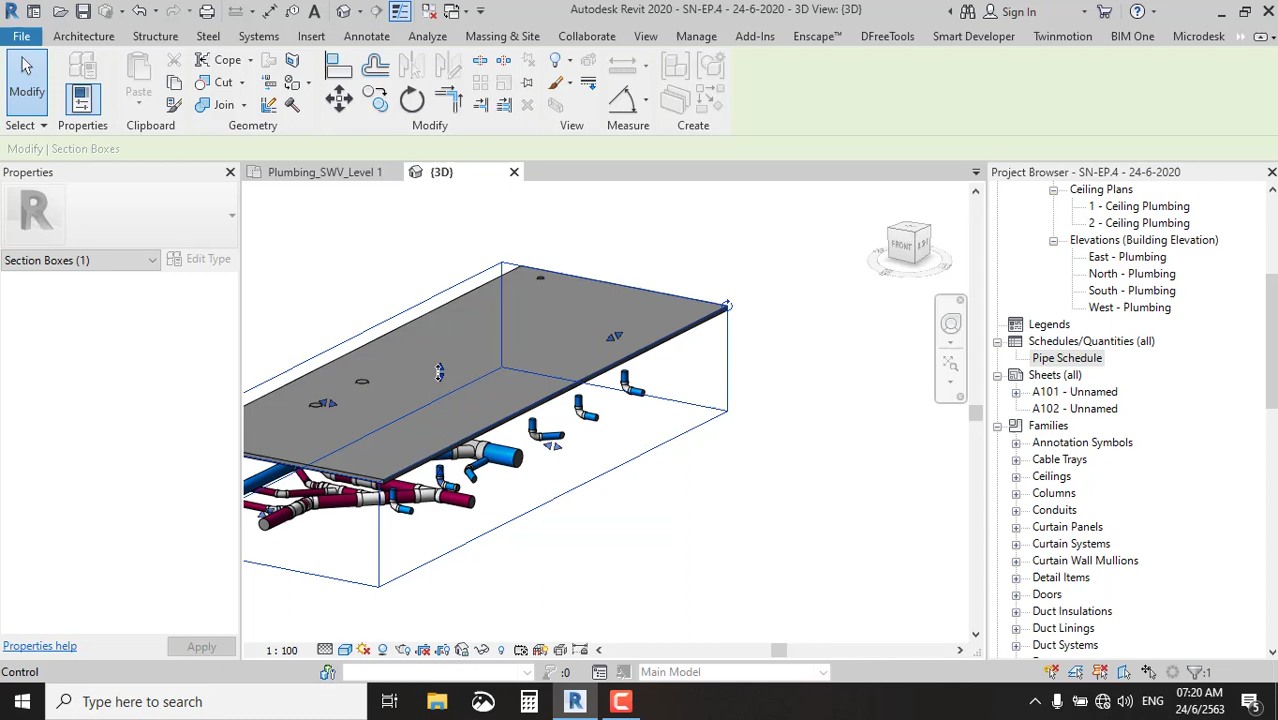 Autodesk Revit 2020 - SN-EP.4 - 24-6-2020 - 3D View: {3D}
Sign In
File Architecture Structure Steel Systems Insert Annotate Analyze Massing & Site Collaborate View Manage Add-Ins Enscape™ DFreeTools Smart Developer Twinmotion BIM One Microdesk
Modify
Paste
Cope
Cut
Join
Select Properties Clipboard Geometry Modify View Measure Create
Modify | Section Boxes
Properties
Plumbing_SWV_Level 1
{3D}
Project Browser - SN-EP.4 - 24-6-2020
R
Section Boxes (1)
Edit Type
FRONT
Ceiling Plans
1 - Ceiling Plumbing
2 - Ceiling Plumbing
Elevations (Building Elevation)
East - Plumbing
North - Plumbing
South - Plumbing
West - Plumbing
Legends
Schedules/Quantities (all)
Pipe Schedule
Sheets (all)
A101 - Unnamed
A102 - Unnamed
Families
Annotation Symbols
Cable Trays
Ceilings
Columns
Conduits
Curtain Panels
Curtain Systems
Curtain Wall Mullions
Detail Items
Doors
Duct Insulations
Duct Linings
Duct Systems
Properties help
Apply
1 : 100
Control
:0
Main Model
:1
Type here to search
R
C
ENG
07:20 AM
24/6/2563
5